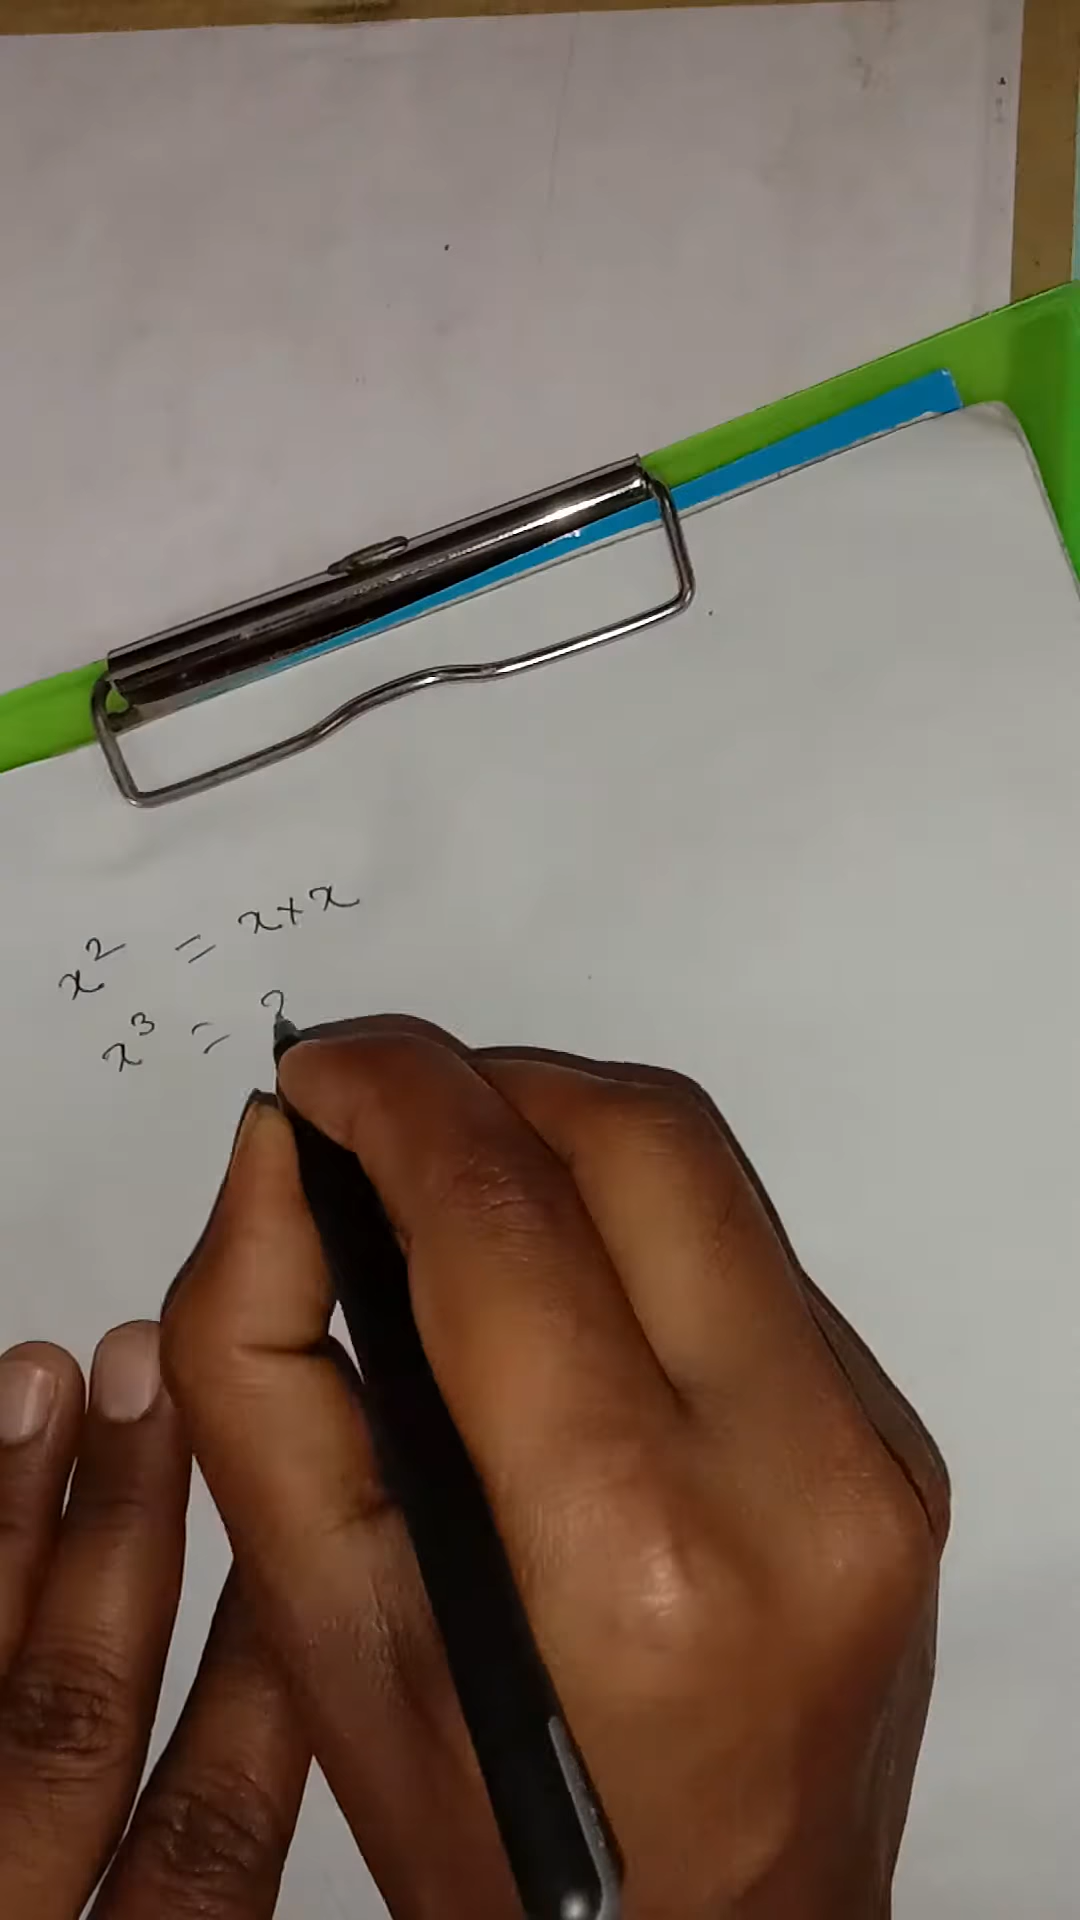 x² = x+x
x³ = ?